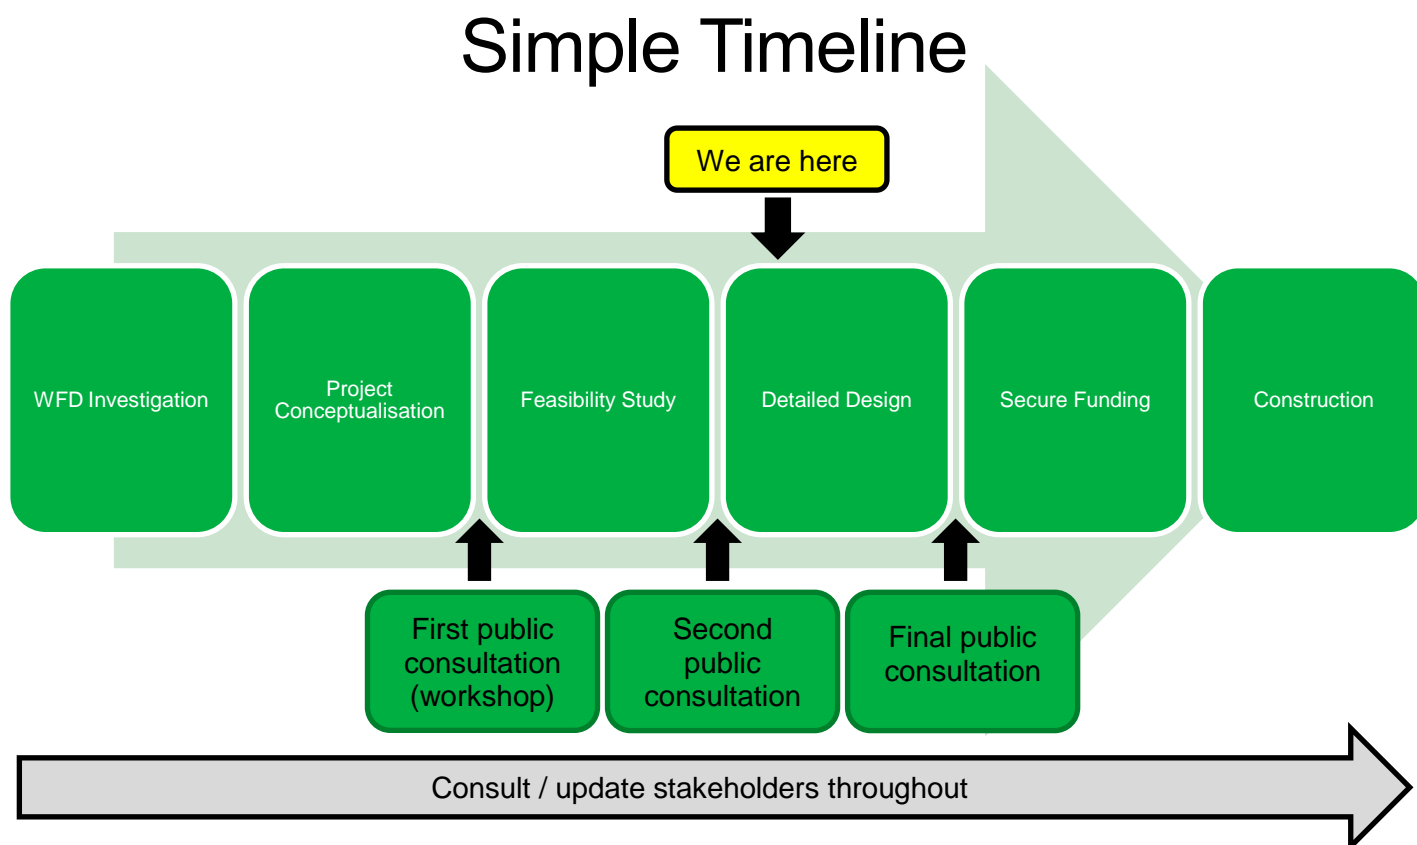 Simple Timeline
We are here
WFD Investigation
Project
Conceptualisation
Feasibility Study
Detailed Design
Secure Funding
Construction
First public
consultation
(workshop)
Second
public
consultation
Final public
consultation
Consult / update stakeholders throughout